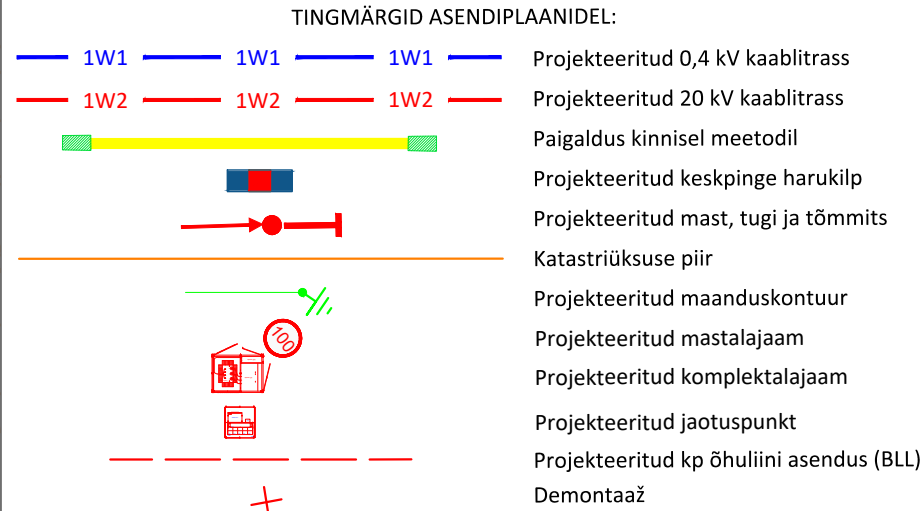 TINGMÄRGID ASENDIPLAANIDEL:
1W1 1W1 1W1 Projekteeritud 0,4 kV kaablitrass
1W2 1W2 1W2 Projekteeritud 20 kV kaablitrass
Paigaldus kinnisel meetodil
Projekteeritud keskpinge harukilp
Projekteeritud mast, tugi ja tõmmits
Katastriüksuse piir
Projekteeritud maanduskontuur
100 Projekteeritud mastalajaam
Projekteeritud komplektalajaam
Projekteeritud jaotuspunkt
Projekteeritud kp õhuliini asendus (BLL)
Demontaaž